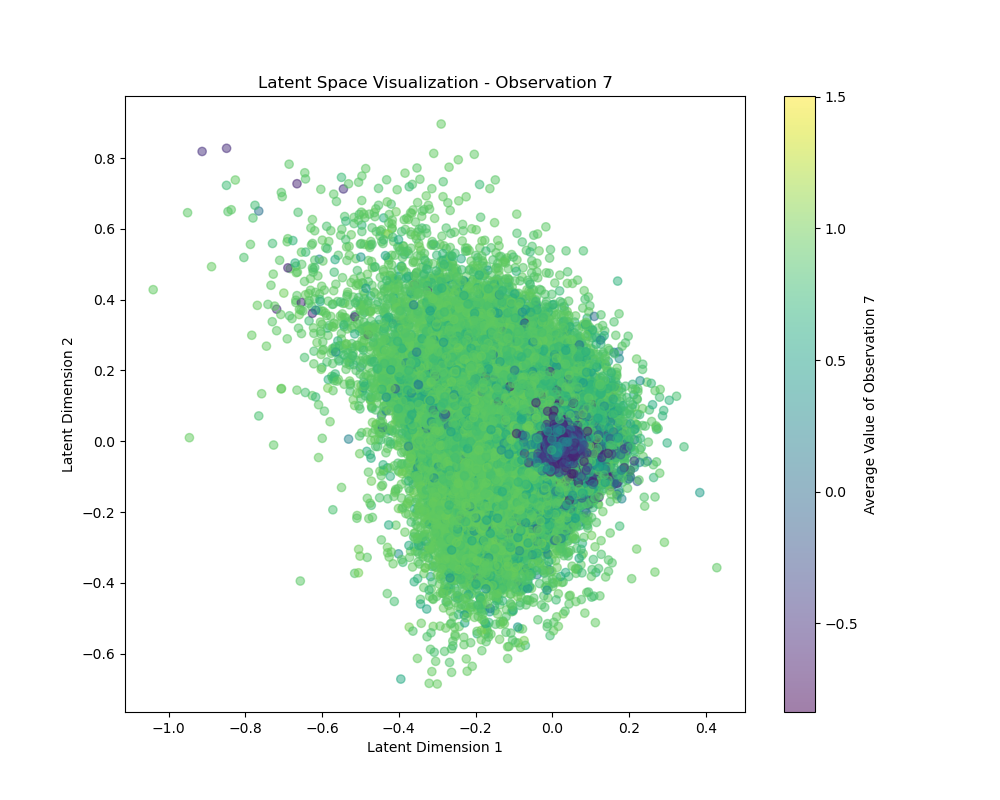 Latent Space Visualization - Observation 7
0.8
0.6
0.4
0.2
0.0
−0.2
−0.4
−0.6
Latent Dimension 2
−1.0 −0.8 −0.6 −0.4 −0.2 0.0 0.2 0.4
Latent Dimension 1
1.5
1.0
0.5
0.0
−0.5
Average Value of Observation 7